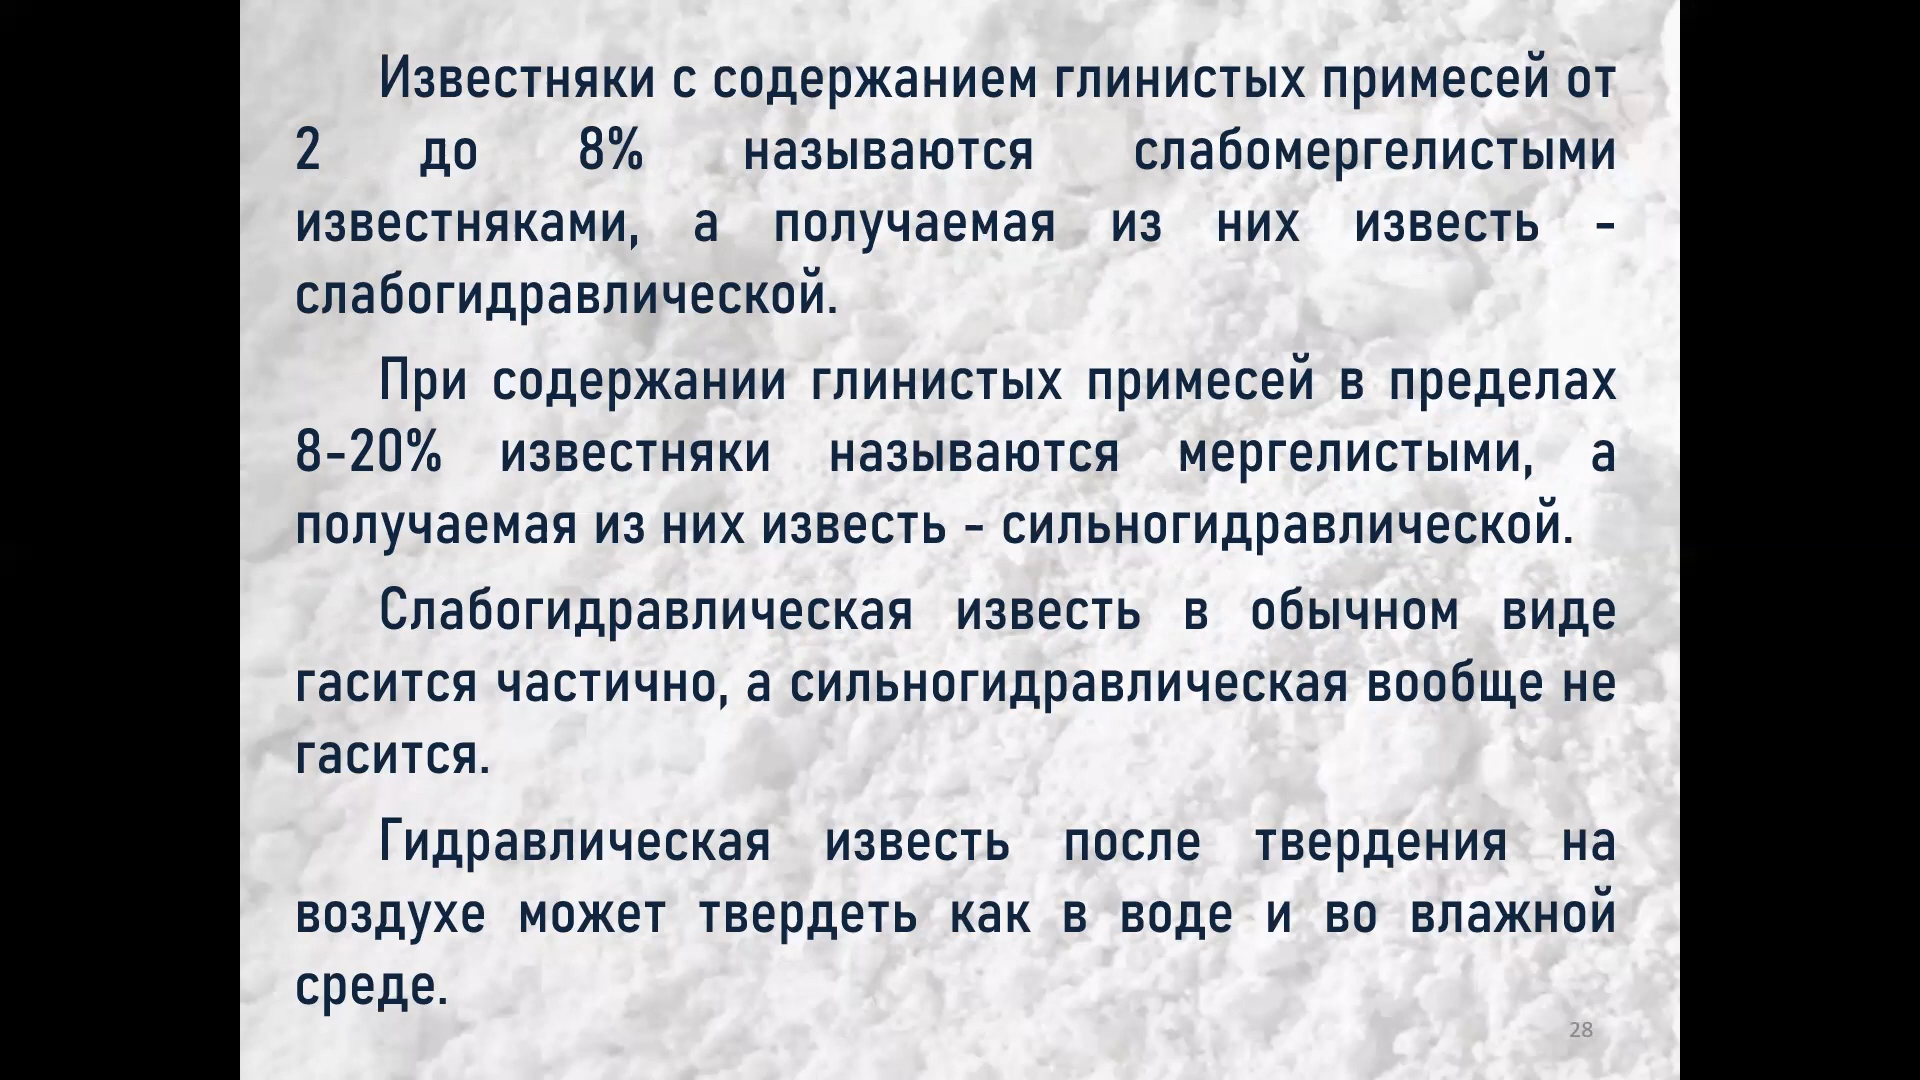 Известняки с содержанием глинистых примесей от
2 до 8% называются слабомергелистыми
известняками, а получаемая из них известь -
слабогидравлической.
При содержании глинистых примесей в пределах
8-20% известняки называются мергелистыми, а
получаемая из них известь - сильногидравлической.
Слабогидравлическая известь в обычном виде
гасится частично, а сильногидравлическая вообще не
гасится.
Гидравлическая известь после твердения на
воздухе может твердеть как в воде и во влажной
среде.
28